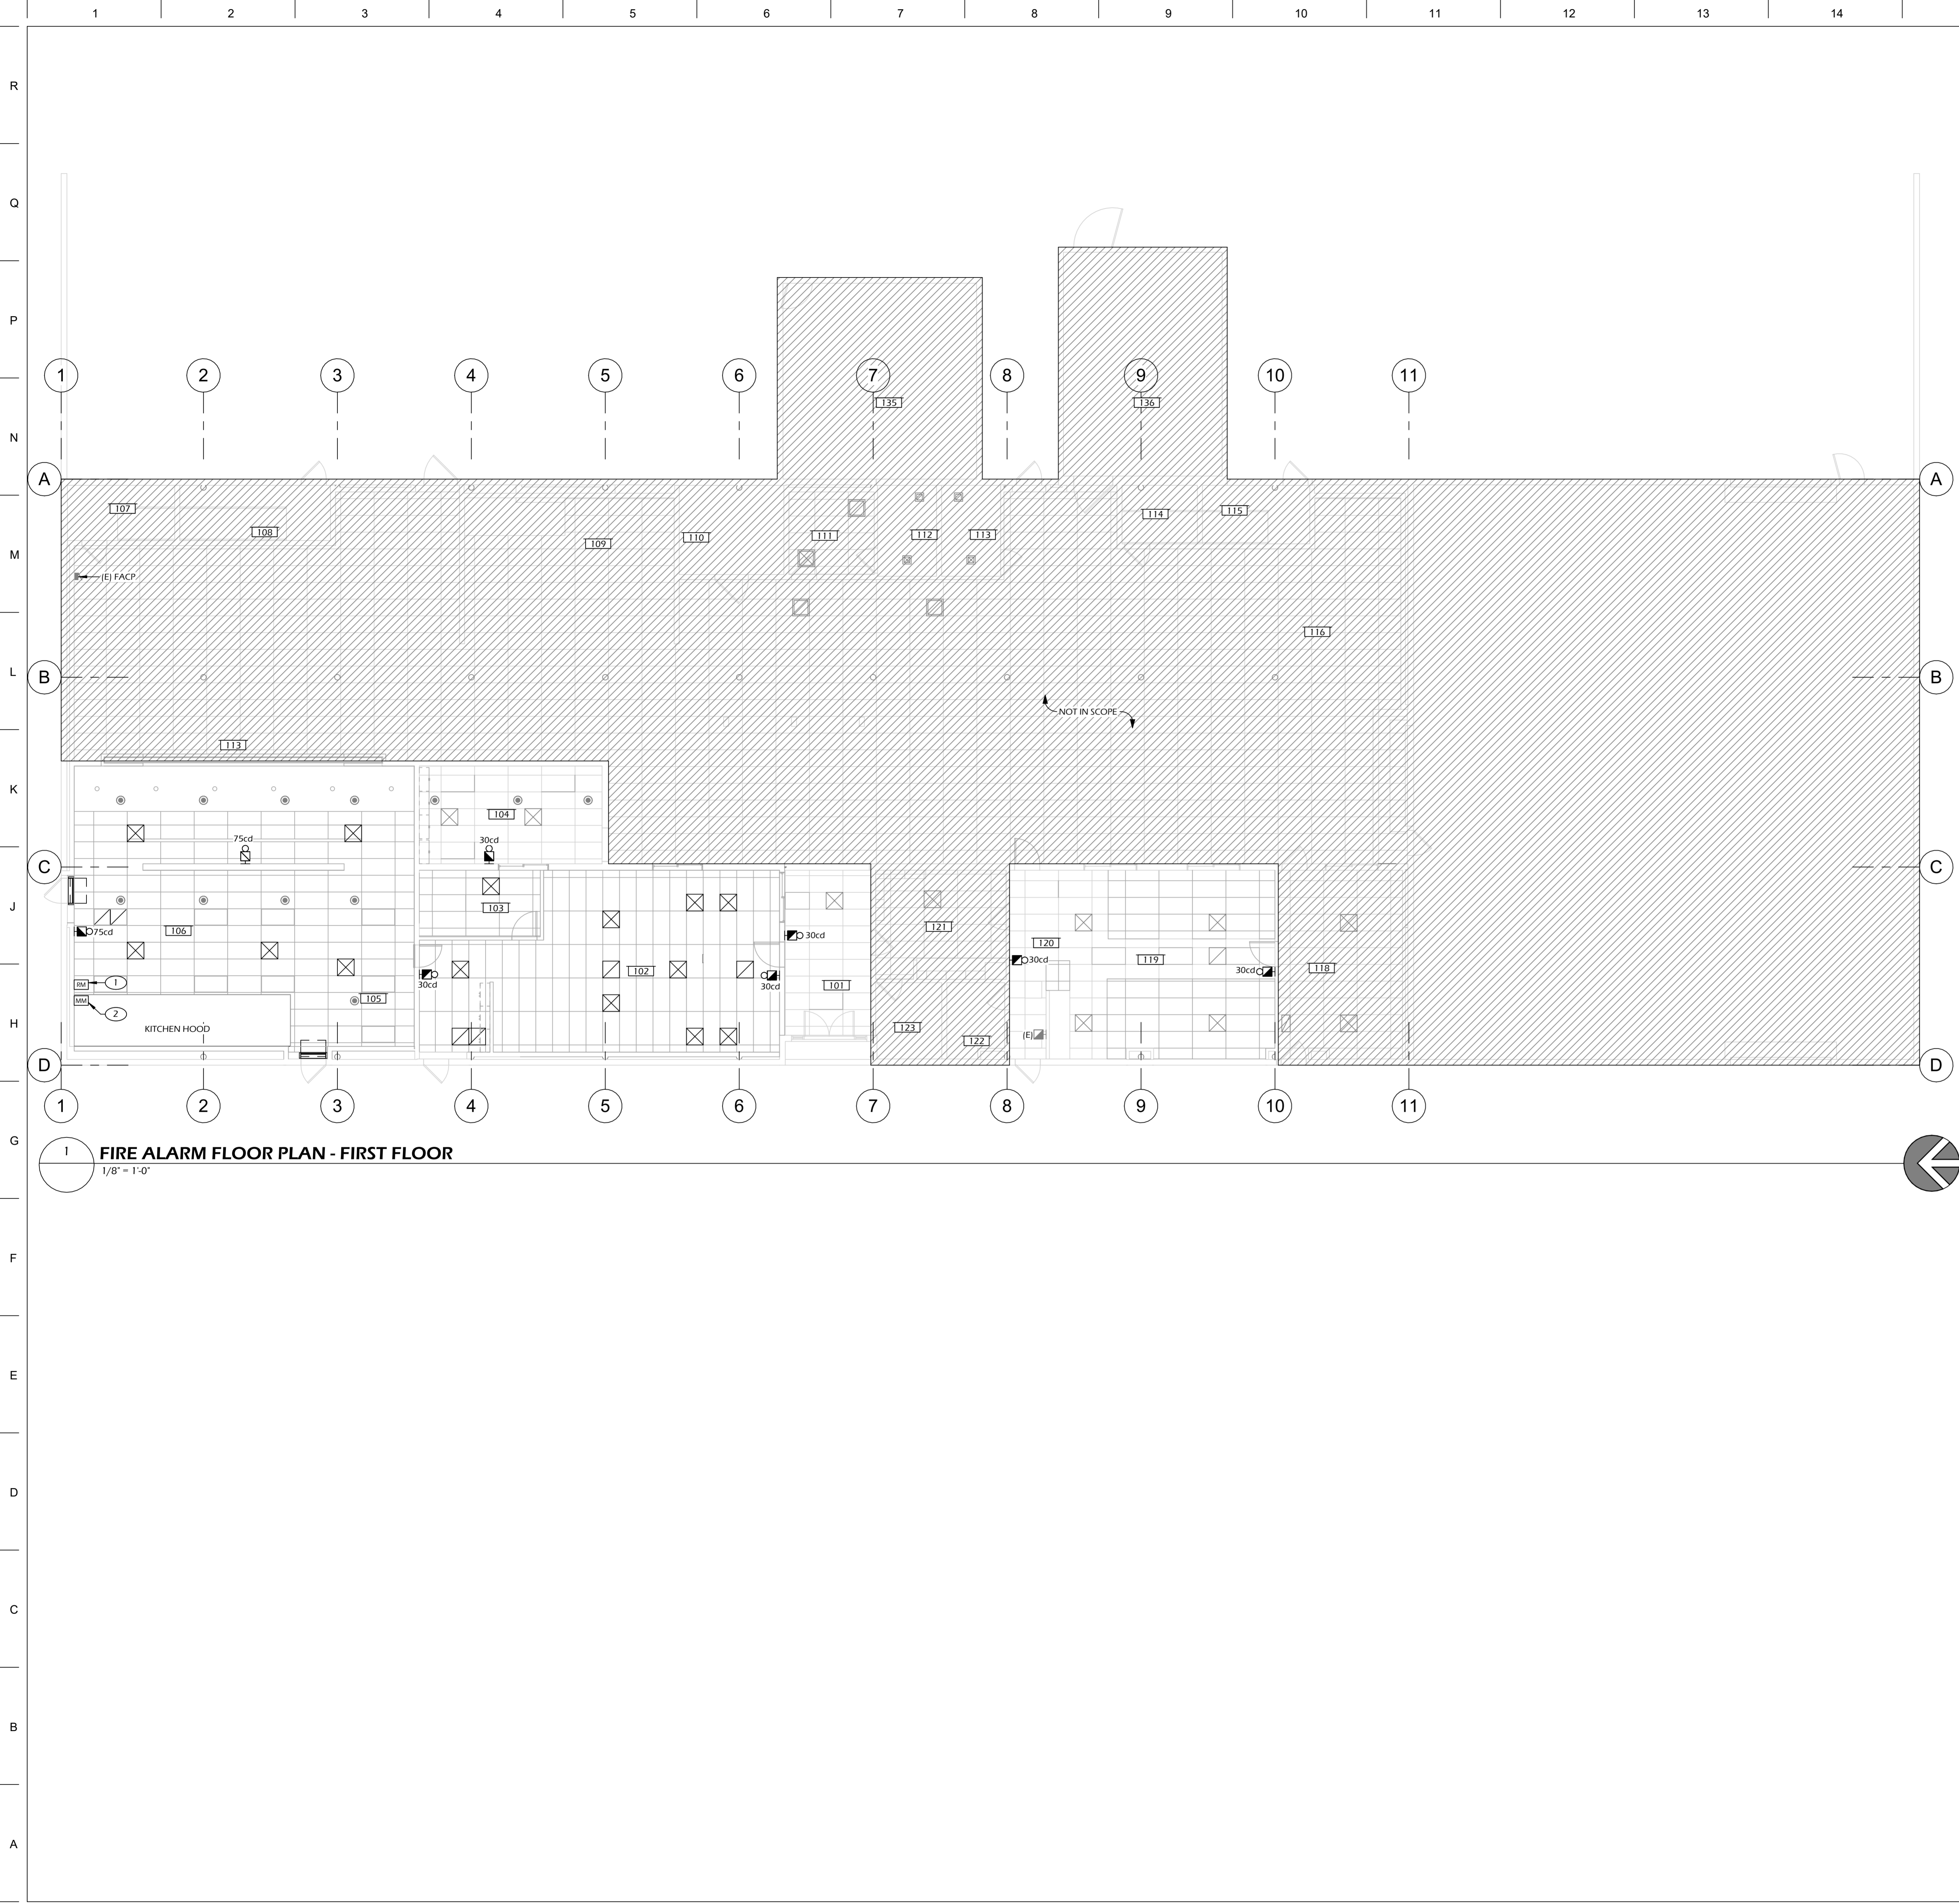 1 2 3 4 5 6 7 8 9 10 11 12 13 14
R
Q
P
1 2 3 4 5 6 7 8 9 10 11
135 136
N
A A
107 114 115
108 109 110 111 112 113
M
(E) FACP
116
L
B B
NOT IN SCOPE
113
K
104
75cd 30cd
C C
J
103
106 75cd 30cd 121
120
102 30cd 30cd 30cd 119 30cd 118
RM 1 101
MM 105
2
H
KITCHEN HOOD 123 (E)
122
D D
1 2 3 4 5 6 7 8 9 10 11
G
1 FIRE ALARM FLOOR PLAN - FIRST FLOOR
1/8" = 1'-0"
F
E
D
C
B
A